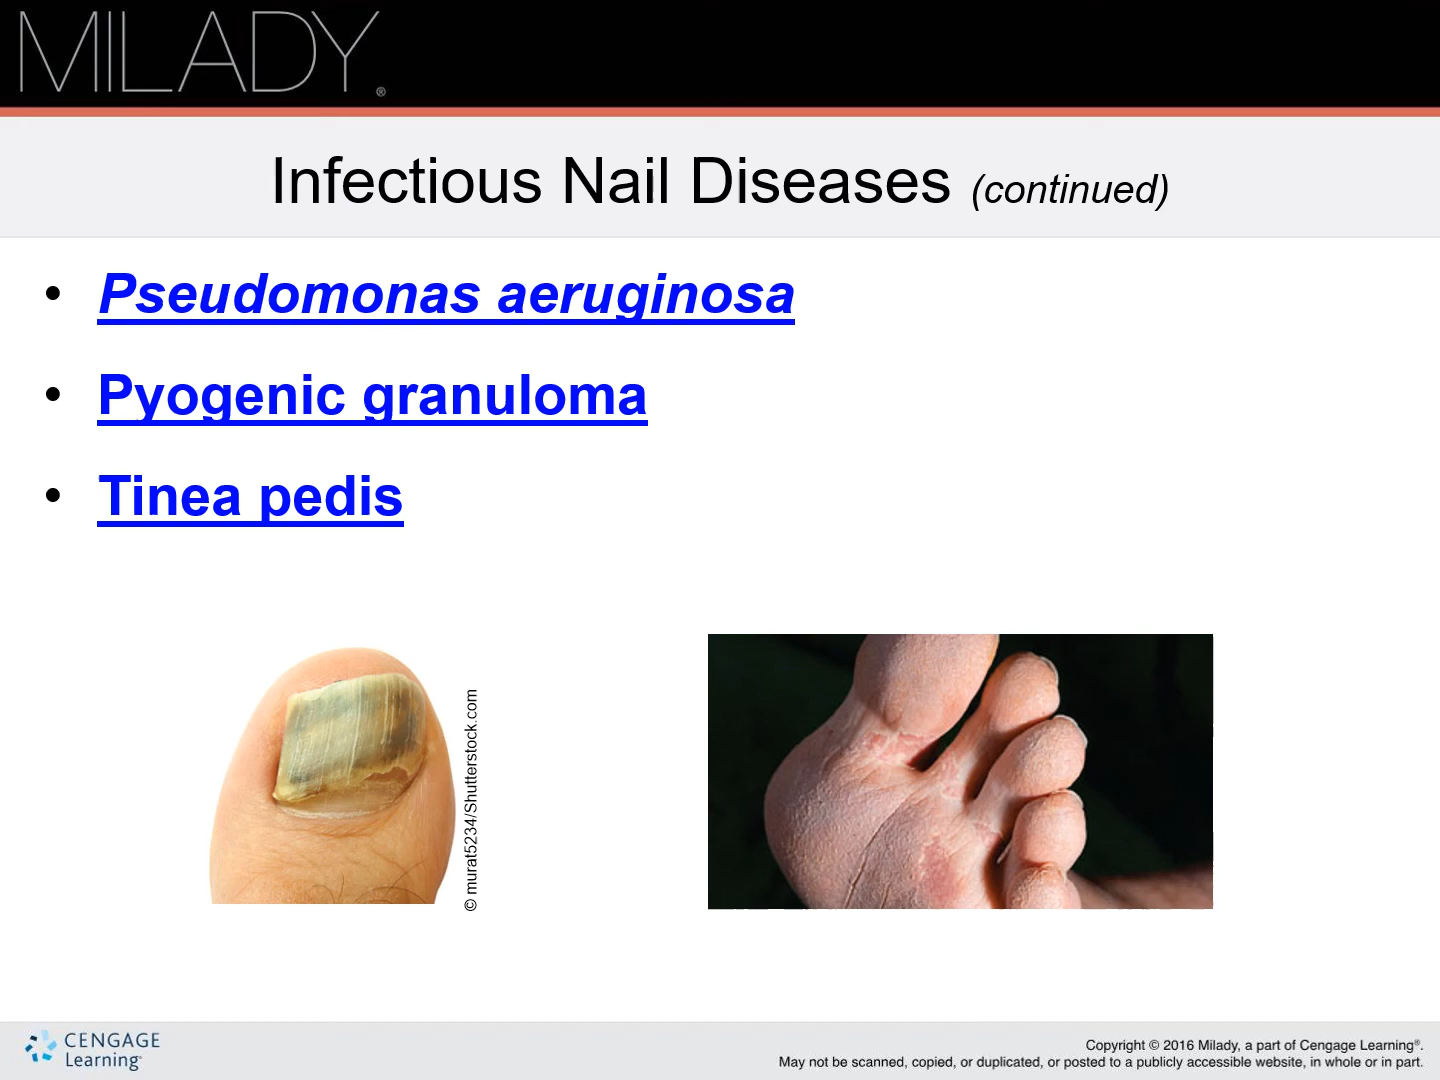 MILADY®
Infectious Nail Diseases (continued)
• Pseudomonas aeruginosa
• Pyogenic granuloma
• Tinea pedis
© murat5234/Shutterstock.com
CENGAGE
Learning®
Copyright © 2016 Milady, a part of Cengage Learning®.
May not be scanned, copied, or duplicated, or posted to a publicly accessible website, in whole or in part.